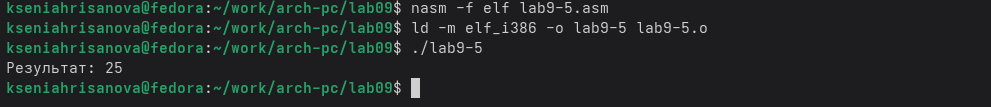 kseniahrisanova@fedora:~/work/arch-pc/lab09$ nasm -f elf lab9-5.asm
kseniahrisanova@fedora:~/work/arch-pc/lab09$ ld -m elf_i386 -o lab9-5 lab9-5.o
kseniahrisanova@fedora:~/work/arch-pc/lab09$ ./lab9-5
Результат: 25
kseniahrisanova@fedora:~/work/arch-pc/lab09$